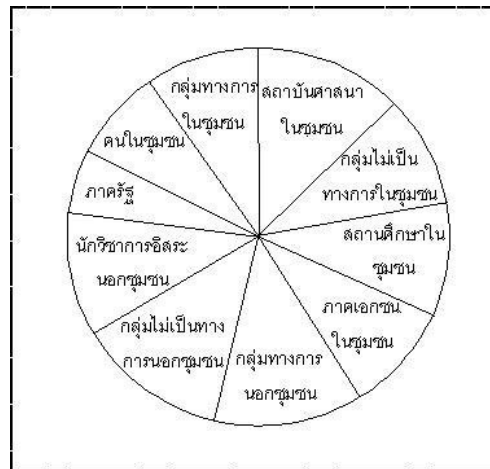 สถาบันศาสนา
ในชุมชน
กลุ่มไม่เป็น
ทางการในชุมชน
สถานศึกษาใน
ชุมชน
ภาคเอกชน
ในชุมชน
กลุ่มทางการ
นอกชุมชน
กลุ่มไม่เป็นทาง
การนอกชุมชน
นักวิชาการอิสระ
นอกชุมชน
ภาครัฐ
คนในชุมชน
กลุ่มทางการ
ในชุมชน